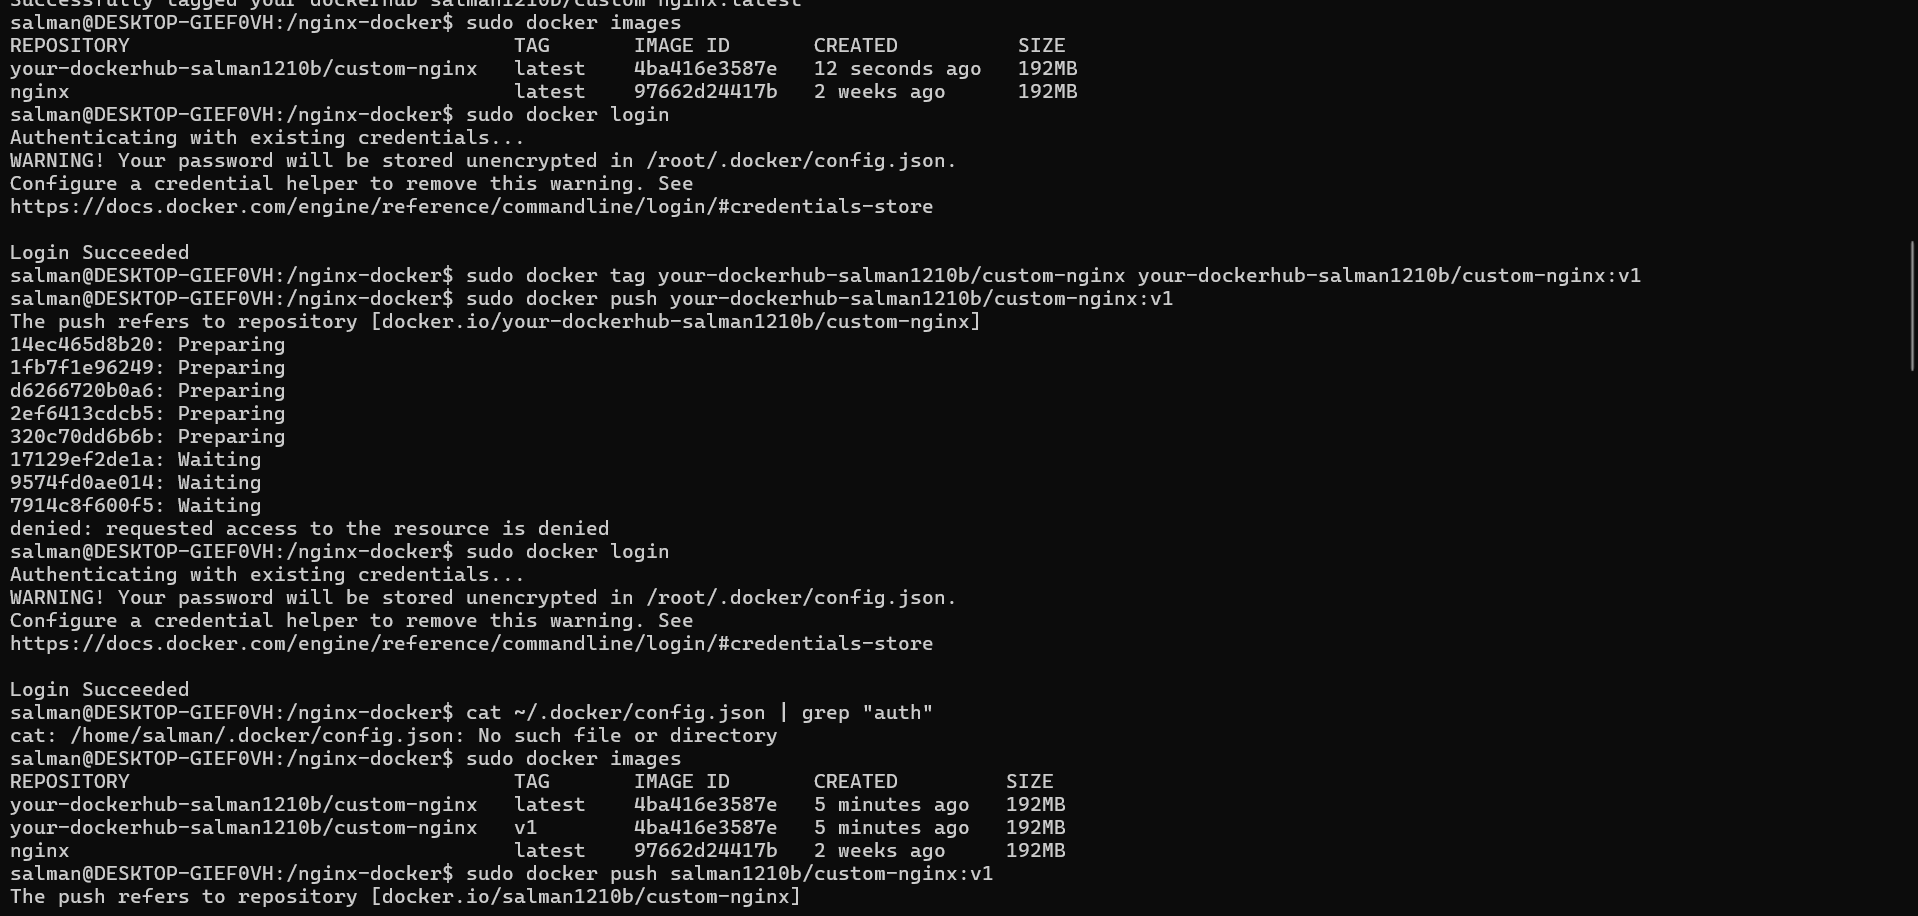 Successfully tagged your-dockerhub-salman1210b/custom-nginx:latest
salman@DESKTOP-GIEF0VH:/nginx-docker$ sudo docker images
REPOSITORY                                TAG       IMAGE ID       CREATED          SIZE
your-dockerhub-salman1210b/custom-nginx   latest    4ba416e3587e   12 seconds ago   192MB
nginx                                     latest    97662d24417b   2 weeks ago      192MB
salman@DESKTOP-GIEF0VH:/nginx-docker$ sudo docker login
Authenticating with existing credentials...
WARNING! Your password will be stored unencrypted in /root/.docker/config.json.
Configure a credential helper to remove this warning. See
https://docs.docker.com/engine/reference/commandline/login/#credentials-store

Login Succeeded
salman@DESKTOP-GIEF0VH:/nginx-docker$ sudo docker tag your-dockerhub-salman1210b/custom-nginx your-dockerhub-salman1210b/custom-nginx:v1
salman@DESKTOP-GIEF0VH:/nginx-docker$ sudo docker push your-dockerhub-salman1210b/custom-nginx:v1
The push refers to repository [docker.io/your-dockerhub-salman1210b/custom-nginx]
14ec465d8b20: Preparing
1fb7f1e96249: Preparing
d6266720b0a6: Preparing
2ef6413cdcb5: Preparing
320c70dd6b6b: Preparing
17129ef2de1a: Waiting
9574fd0ae014: Waiting
7914c8f600f5: Waiting
denied: requested access to the resource is denied
salman@DESKTOP-GIEF0VH:/nginx-docker$ sudo docker login
Authenticating with existing credentials...
WARNING! Your password will be stored unencrypted in /root/.docker/config.json.
Configure a credential helper to remove this warning. See
https://docs.docker.com/engine/reference/commandline/login/#credentials-store

Login Succeeded
salman@DESKTOP-GIEF0VH:/nginx-docker$ cat ~/.docker/config.json | grep "auth"
cat: /home/salman/.docker/config.json: No such file or directory
salman@DESKTOP-GIEF0VH:/nginx-docker$ sudo docker images
REPOSITORY                                TAG       IMAGE ID       CREATED         SIZE
your-dockerhub-salman1210b/custom-nginx   latest    4ba416e3587e   5 minutes ago   192MB
your-dockerhub-salman1210b/custom-nginx   v1        4ba416e3587e   5 minutes ago   192MB
nginx                                     latest    97662d24417b   2 weeks ago     192MB
salman@DESKTOP-GIEF0VH:/nginx-docker$ sudo docker push salman1210b/custom-nginx:v1
The push refers to repository [docker.io/salman1210b/custom-nginx]